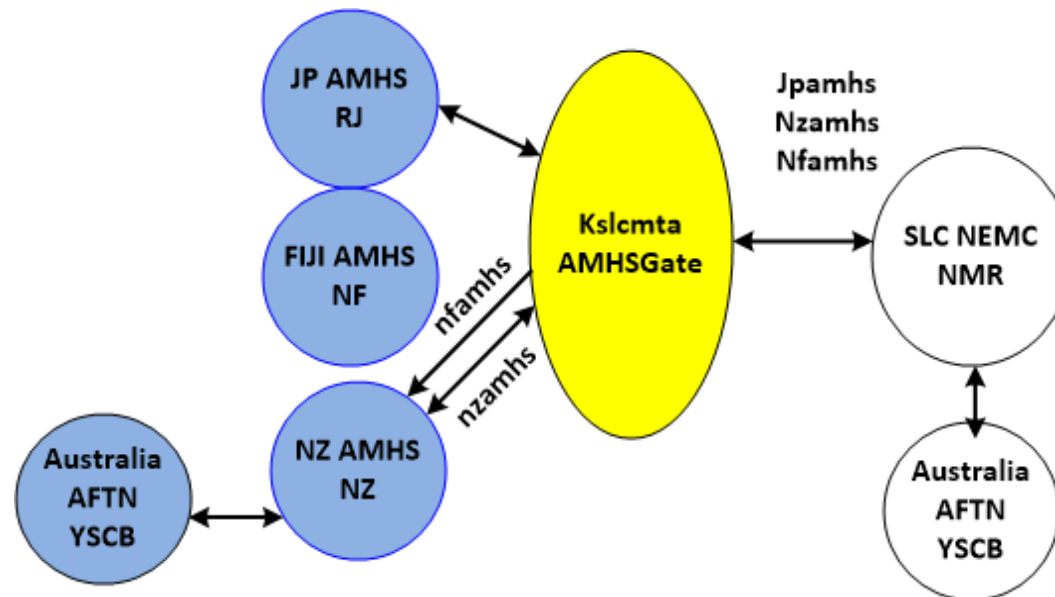 JP AMHS
RJ
Jpamhs
Nzamhs
Nfamhs
FIJI AMHS
NF
Kslcmta
AMHSGate
SLC NEMC
NMR
nfamhs
nzamhs
NZ AMHS
NZ
Australia
AFTN
YSCB
Australia
AFTN
YSCB